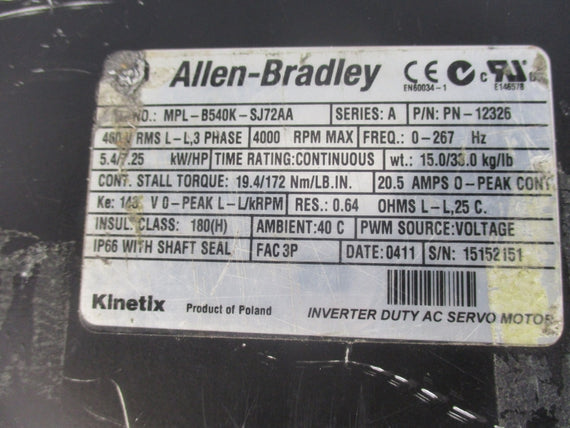 Allen-Bradley CE
EN60034-1 E146578
NO.: MPL-B540K-SJ72AA SERIES: A P/N: PN-12326
460 V RMS L-L,3 PHASE 4000 RPM MAX FREQ.: 0-267 Hz
5.4/7.25 kW/HP TIME RATING:CONTINUOUS wt.: 15.0/33.0 kg/lb
CONT. STALL TORQUE: 19.4/172 Nm/LB.IN. 20.5 AMPS 0-PEAK CONT
Ke: V 0-PEAK L-L/kRPM RES.: 0.64 OHMS L-L,25 C.
INSUL.CLASS: 180(H) AMBIENT:40 C PWM SOURCE:VOLTAGE
IP66 WITH SHAFT SEAL FAC 3P DATE:0411 S/N: 15152151
Kinetix Product of Poland INVERTER DUTY AC SERVO MOTOR